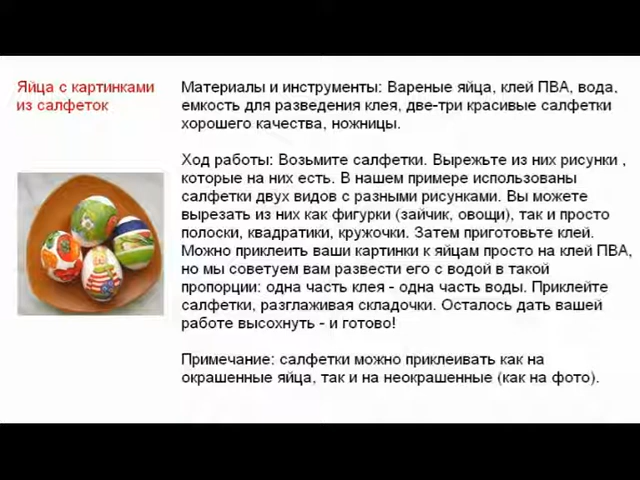 Яйца с картинками
из салфеток
Материалы и инструменты: Вареные яйца, клей ПВА, вода,
емкость для разведения клея, две-три красивые салфетки
хорошего качества, ножницы.
Ход работы: Возьмите салфетки. Вырежьте из них рисунки ,
которые на них есть. В нашем примере использованы
салфетки двух видов с разными рисунками. Вы можете
вырезать из них как фигурки (зайчик, овощи), так и просто
полоски, квадратики, кружочки. Затем приготовьте клей.
Можно приклеить ваши картинки к яйцам просто на клей ПВА,
но мы советуем вам развести его с водой в такой
пропорции: одна часть клея - одна часть воды. Приклейте
салфетки, разглаживая складочки. Осталось дать вашей
работе высохнуть - и готово!
Примечание: салфетки можно приклеивать как на
окрашенные яйца, так и на неокрашенные (как на фото).